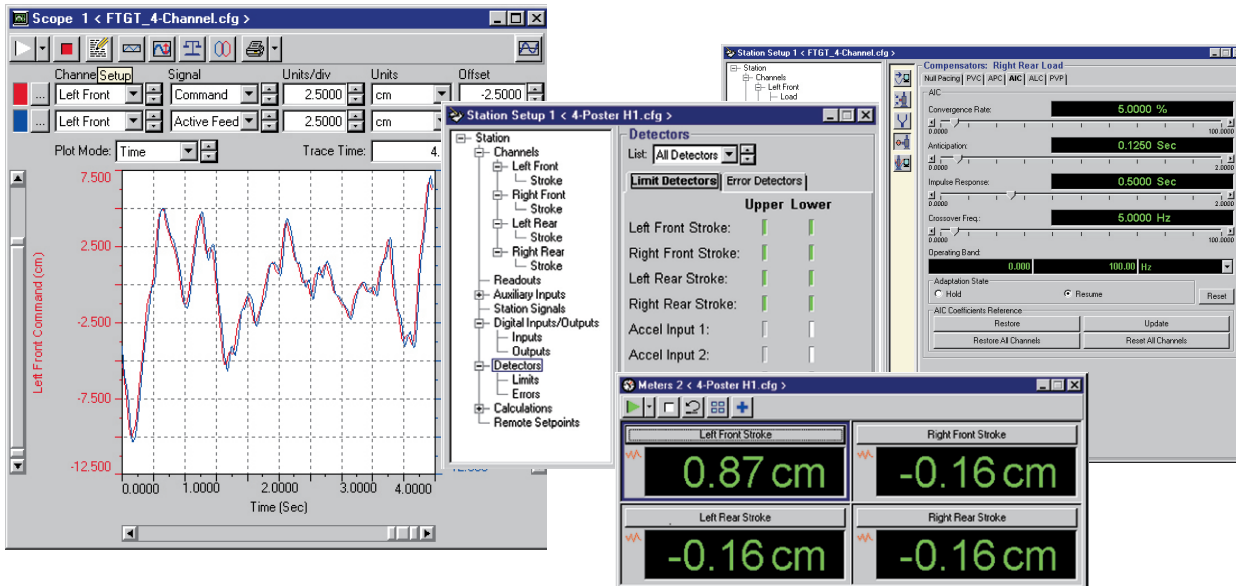 Scope 1 < FTGT_4-Channel.cfg >
Channe Setup Signal Units/div Units Offset
Left Front Command 2.5000 cm -2.5000
Left Front Active Feed 2.5000 cm
Plot Mode: Time Trace Time: 4.
7.500
2.500
-2.500
-7.500
-12.500
Left Front Command (cm)
0.0000 1.0000 2.0000 3.0000 4.0000
Time (Sec)
Station Setup 1 < 4-Poster H1.cfg >
Station
Channels
Left Front
Stroke
Right Front
Stroke
Left Rear
Stroke
Right Rear
Stroke
Readouts
Auxiliary Inputs
Station Signals
Digital Inputs/Outputs
Inputs
Outputs
Detectors
Limits
Errors
Calculations
Remote Setpoints
Detectors
List: All Detectors
Limit Detectors Error Detectors
Upper Lower
Left Front Stroke:
Right Front Stroke:
Left Rear Stroke:
Right Rear Stroke:
Accel Input 1:
Accel Input 2:
Station Setup 1 < FTGT_4-Channel.cfg >
Station
Channels
Left Front
Load
Compensators: Right Rear Load
Null Pacing PVC APC AIC ALC PVP
AIC
Convergence Rate: 5.0000 %
0.0000 100.0000
Anticipation: 0.1250 Sec
0.0000 2.0000
Impulse Response: 0.5000 Sec
0.0000 2.0000
Crossover Freq.: 5.0000 Hz
0.0000 100.0000
Operating Band:
0.000 100.00 Hz
Adaptation State
Hold Resume Reset
AIC Coefficients Reference
Restore Update
Restore All Channels Reset All Channels
Meters 2 < 4-Poster H1.cfg >
Left Front Stroke Right Front Stroke
0.87 cm -0.16 cm
Left Rear Stroke Right Rear Stroke
-0.16 cm -0.16 cm